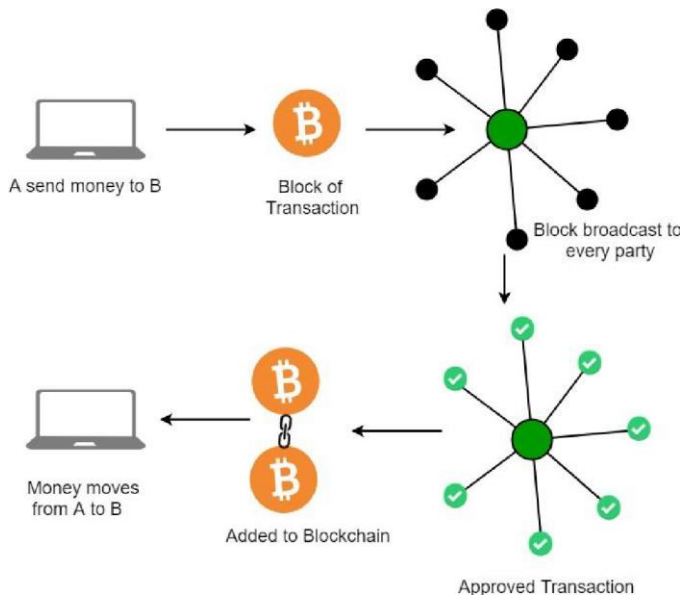 A send money to B
Block of
Transaction
Block broadcast to
every party
Money moves
from A to B
Added to Blockchain
Approved Transaction